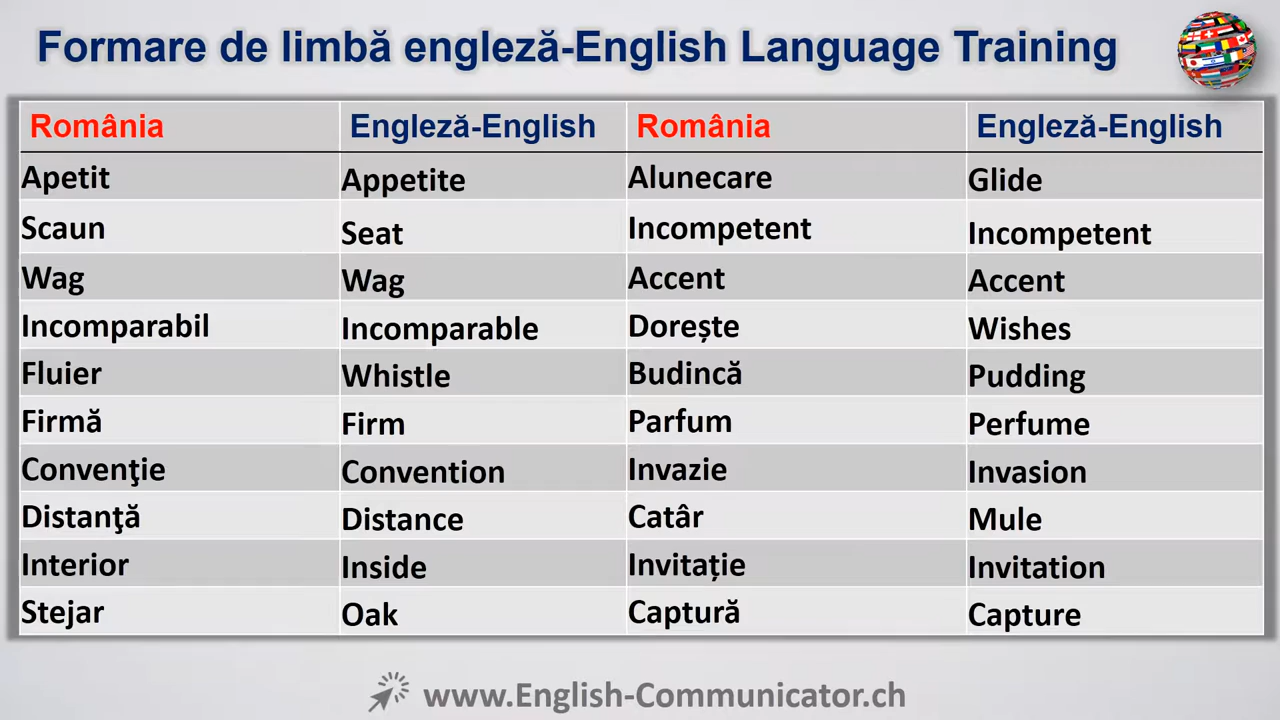 Formare de limbă engleză-English Language Training
România Engleză-English România Engleză-English
Apetit Appetite Alunecare Glide
Scaun Seat Incompetent Incompetent
Wag Wag Accent Accent
Incomparabil Incomparable Dorește Wishes
Fluier Whistle Budincă Pudding
Firmă Firm Parfum Perfume
Convenţie Convention Invazie Invasion
Distanţă Distance Catâr Mule
Interior Inside Invitație Invitation
Stejar Oak Captură Capture
www.English-Communicator.ch